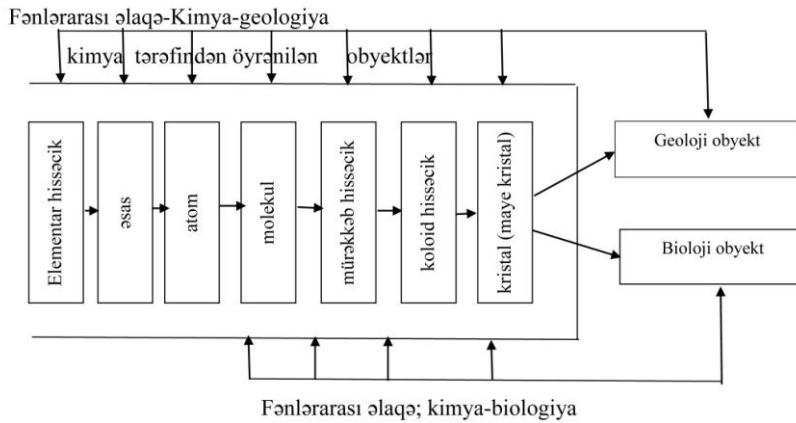 Fənlərarası əlaqə-Kimya-geologiya
kimya tərəfindən öyrənilən obyektlər
Elementar hissəcik
əsas
atom
molekul
mürəkkəb hissəcik
koloid hissəcik
kristal (maye kristal)
Geoloji obyekt
Bioloji obyekt
Fənlərarası əlaqə; kimya-biologiya